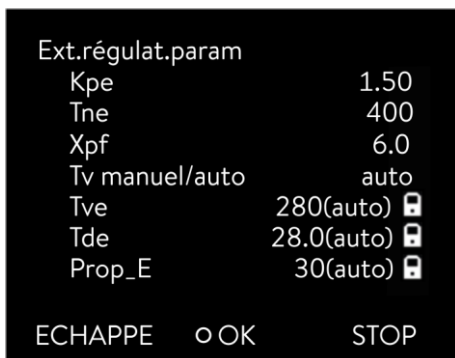 Ext.régulat.param
Kpe 1.50
Tne 400
Xpf 6.0
Tv manuel/auto auto
Tve 280(auto)
Tde 28.0(auto)
Prop_E 30(auto)
ECHAPPE OK STOP